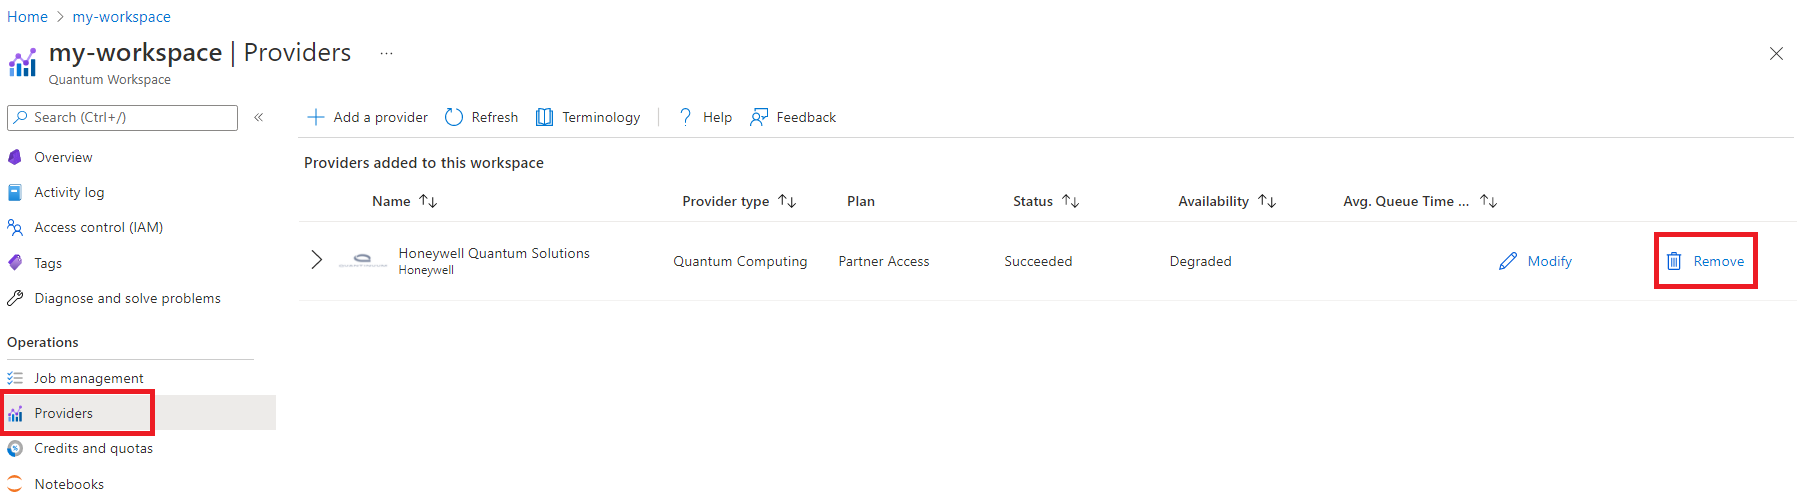 Home > my-workspace
my-workspace | Providers ...
Quantum Workspace
Search (Ctrl+/) «
Overview
Activity log
Access control (IAM)
Tags
Diagnose and solve problems
Operations
Job management
Providers
Credits and quotas
Notebooks
Add a provider Refresh Terminology Help Feedback
Providers added to this workspace
Name Provider type Plan Status Availability Avg. Queue Time ...
Honeywell Quantum Solutions Quantum Computing Partner Access Succeeded Degraded Modify Remove
Honeywell